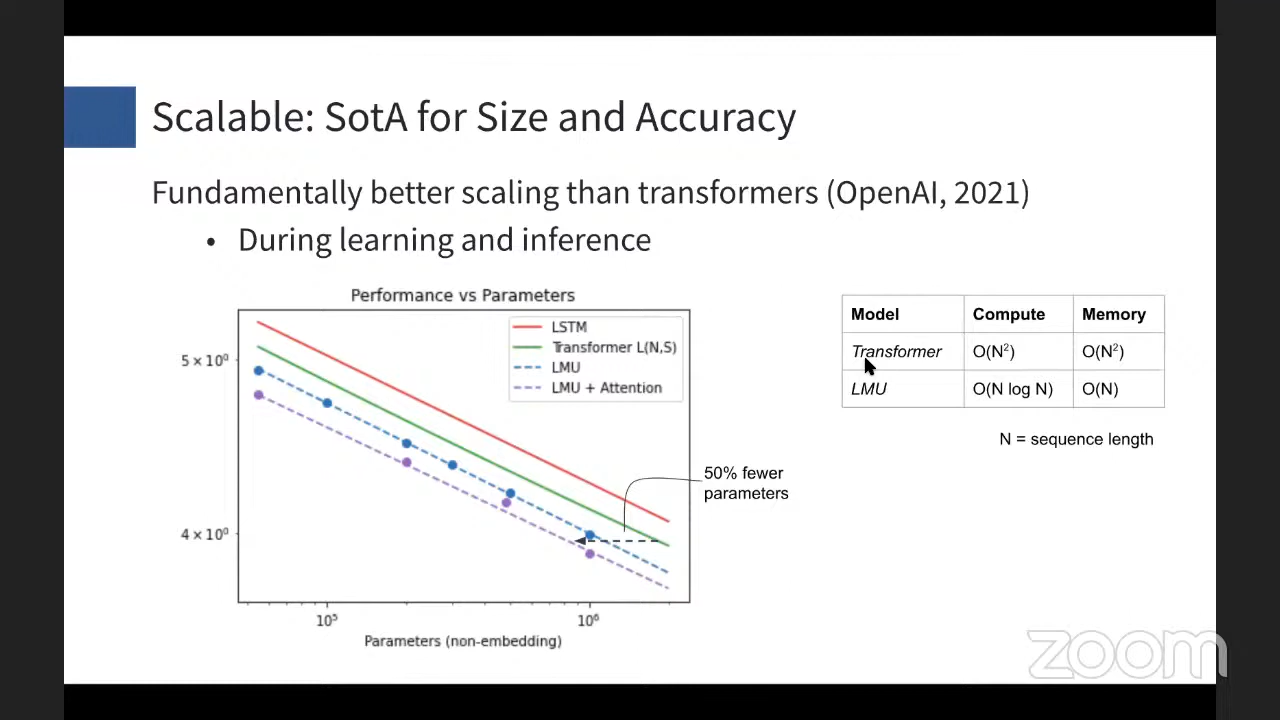 Scalable: SotA for Size and Accuracy
Fundamentally better scaling than transformers (OpenAI, 2021)
• During learning and inference
Performance vs Parameters
LSTM
Transformer L(N,S)
LMU
LMU + Attention
5 × 10⁰
4 × 10⁰
10⁵ 10⁶
Parameters (non-embedding)
50% fewer
parameters
Model Compute Memory
Transformer O(N²) O(N²)
LMU O(N log N) O(N)
N = sequence length
zoom